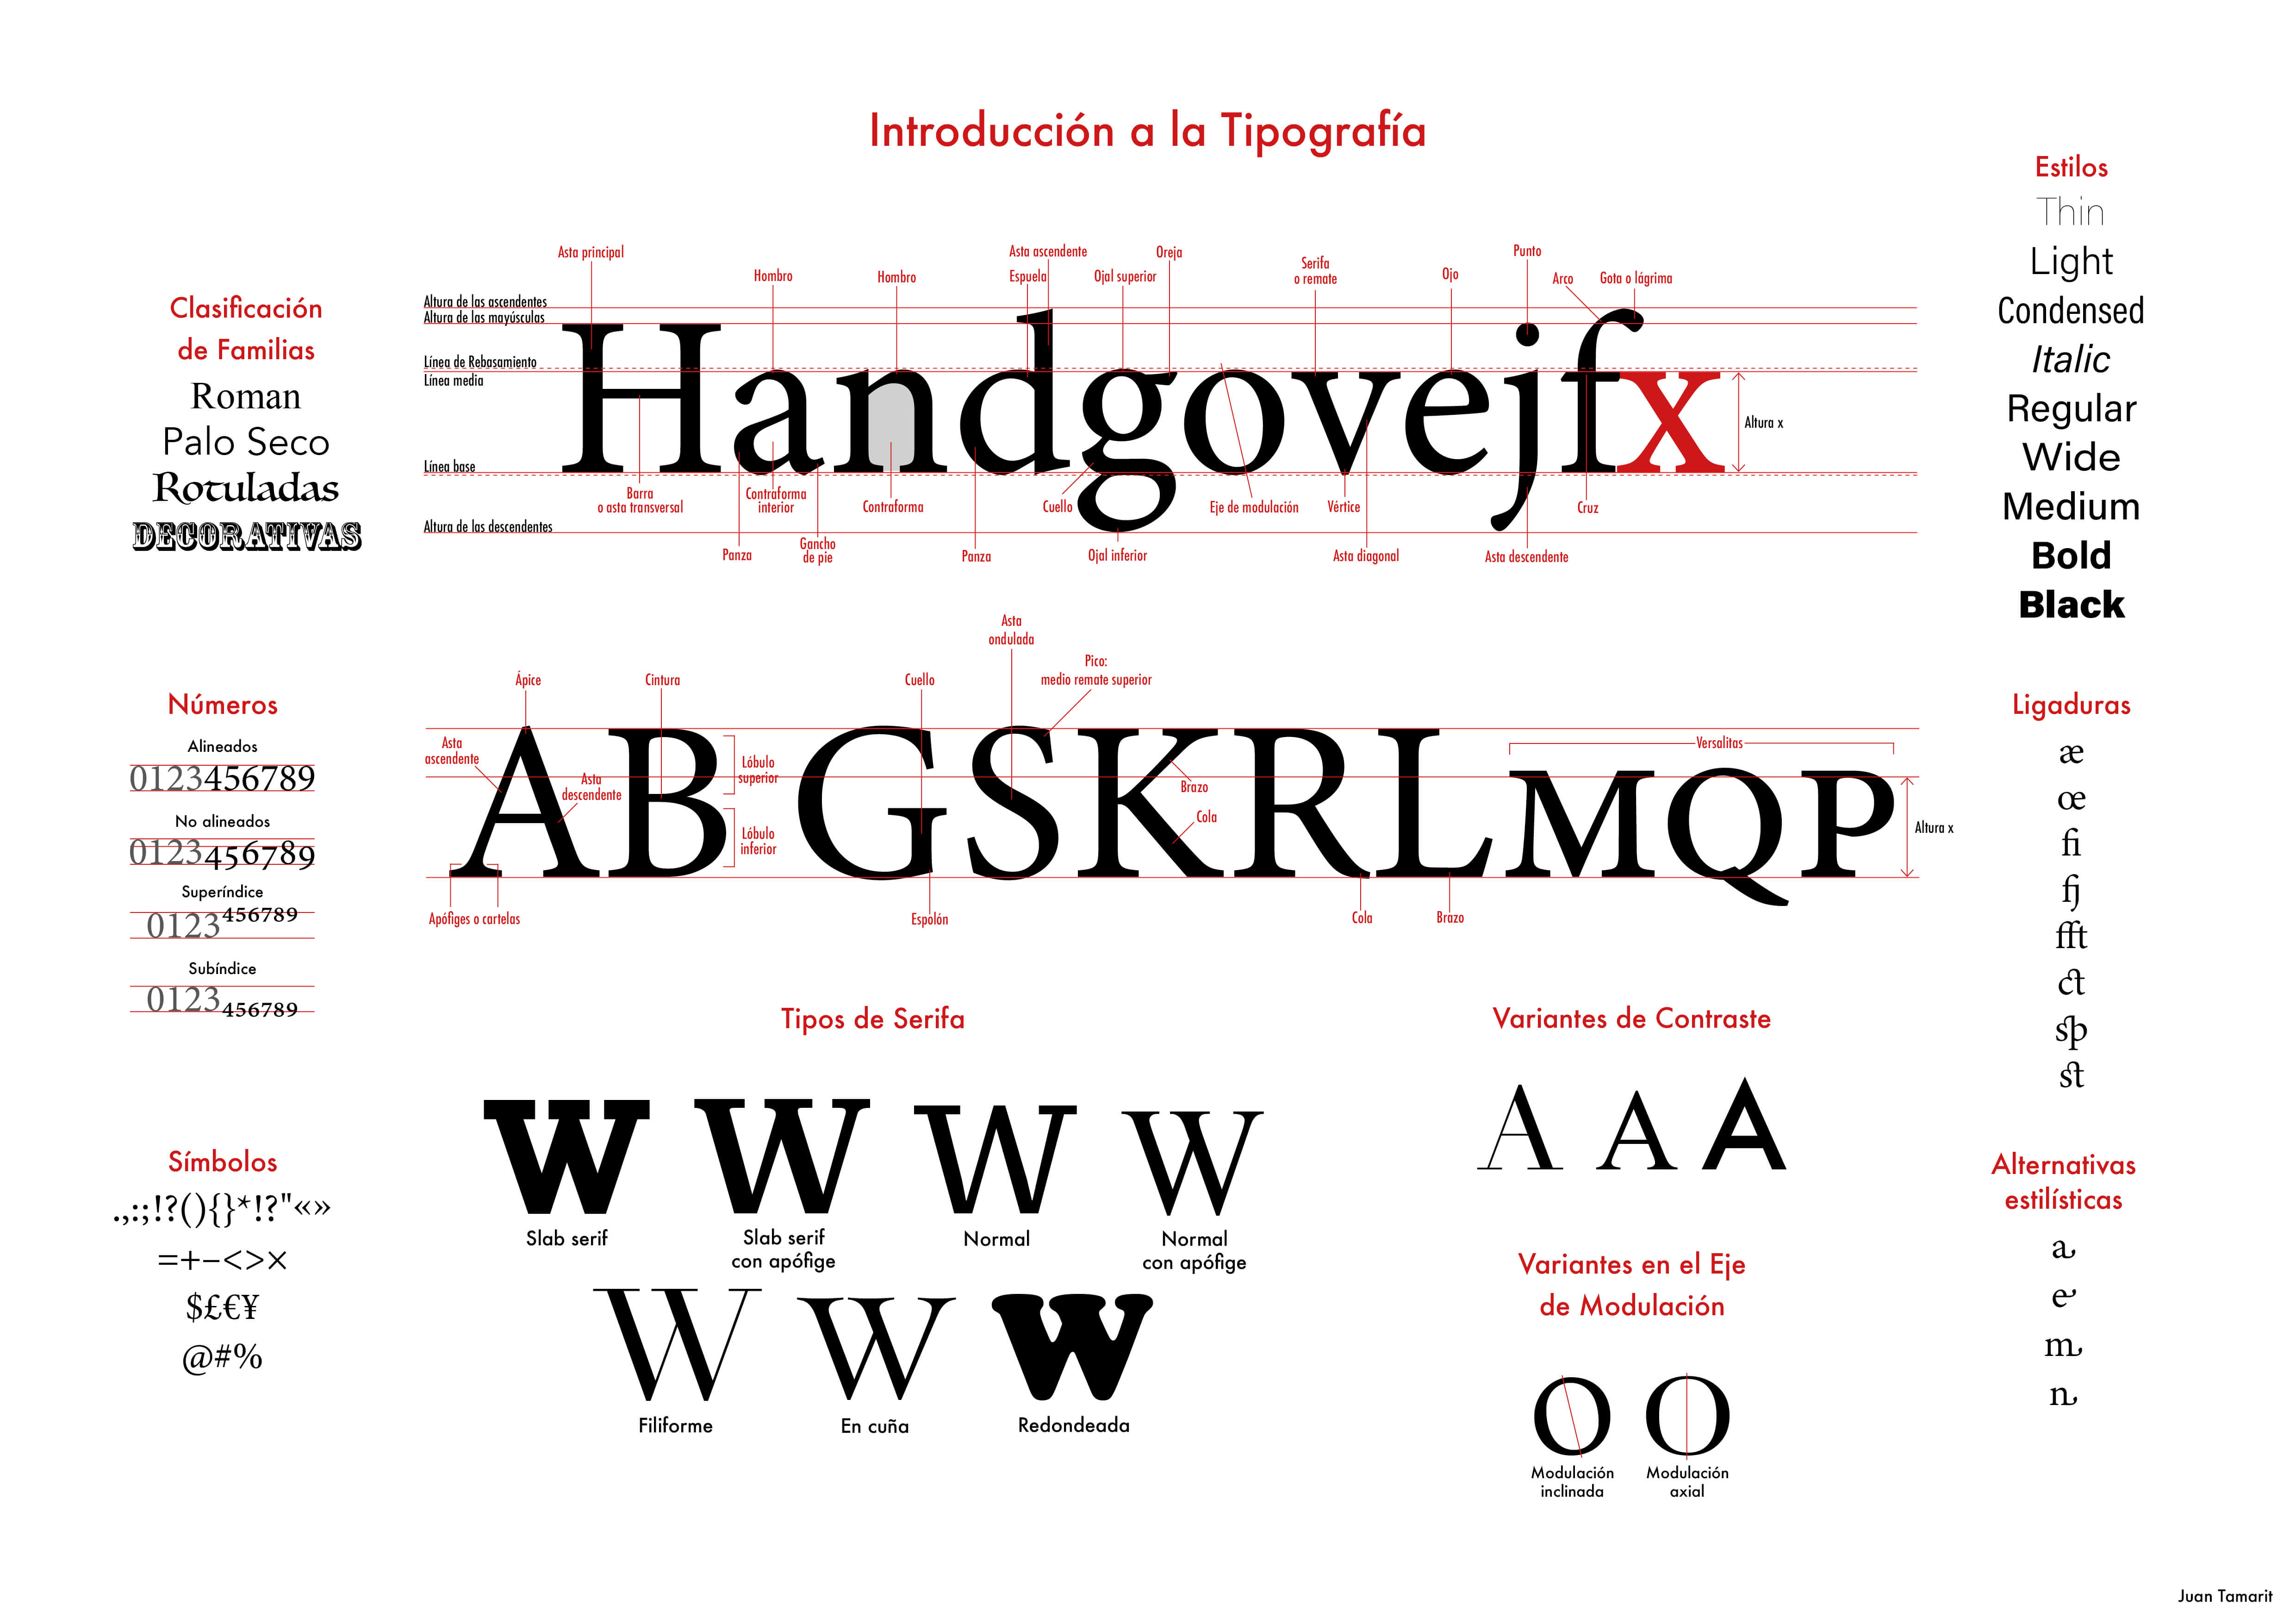 Introducción a la Tipografía
Clasificación
de Familias
Roman
Palo Seco
Rotuladas
DECORATIVAS
Números
Alineados
0123456789
No alineados
0123456789
Superíndice
0123456789
Subíndice
0123456789
Símbolos
.,:;!?(){}*!?"«»
=+–<>×
$£€¥
@#%
Asta principal
Hombro
Hombro
Asta ascendente
Espuela
Ojal superior
Oreja
Serifa
o remate
Ojo
Punto
Arco
Gota o lágrima
Altura de las ascendentes
Altura de las mayúsculas
Línea de Rebasamiento
Línea media
Línea base
Altura de las descendentes
Handgovejfx
Altura x
Barra
o asta transversal
Contraforma
interior
Contraforma
Cuello
Eje de modulación
Vértice
Cruz
Panza
Gancho
de pie
Panza
Ojal inferior
Asta diagonal
Asta descendente
Asta
ondulada
Pico:
medio remate superior
Ápice
Cintura
Cuello
Asta
ascendente
Asta
descendente
Lóbulo
superior
Lóbulo
inferior
Brazo
Cola
Versalitas
ABGSKRLMQP
Altura x
Apófiges o cartelas
Espolón
Cola
Brazo
Tipos de Serifa
W W W W
Slab serif
Slab serif
con apófige
Normal
Normal
con apófige
W W W
Filiforme
En cuña
Redondeada
Variantes de Contraste
A A A
Variantes en el Eje
de Modulación
O O
Modulación
inclinada
Modulación
axial
Estilos
Thin
Light
Condensed
Italic
Regular
Wide
Medium
Bold
Black
Ligaduras
æ
œ
fi
fj
fft
ct
sp
st
Alternativas
estilísticas
a
e
m
n
Juan Tamarit